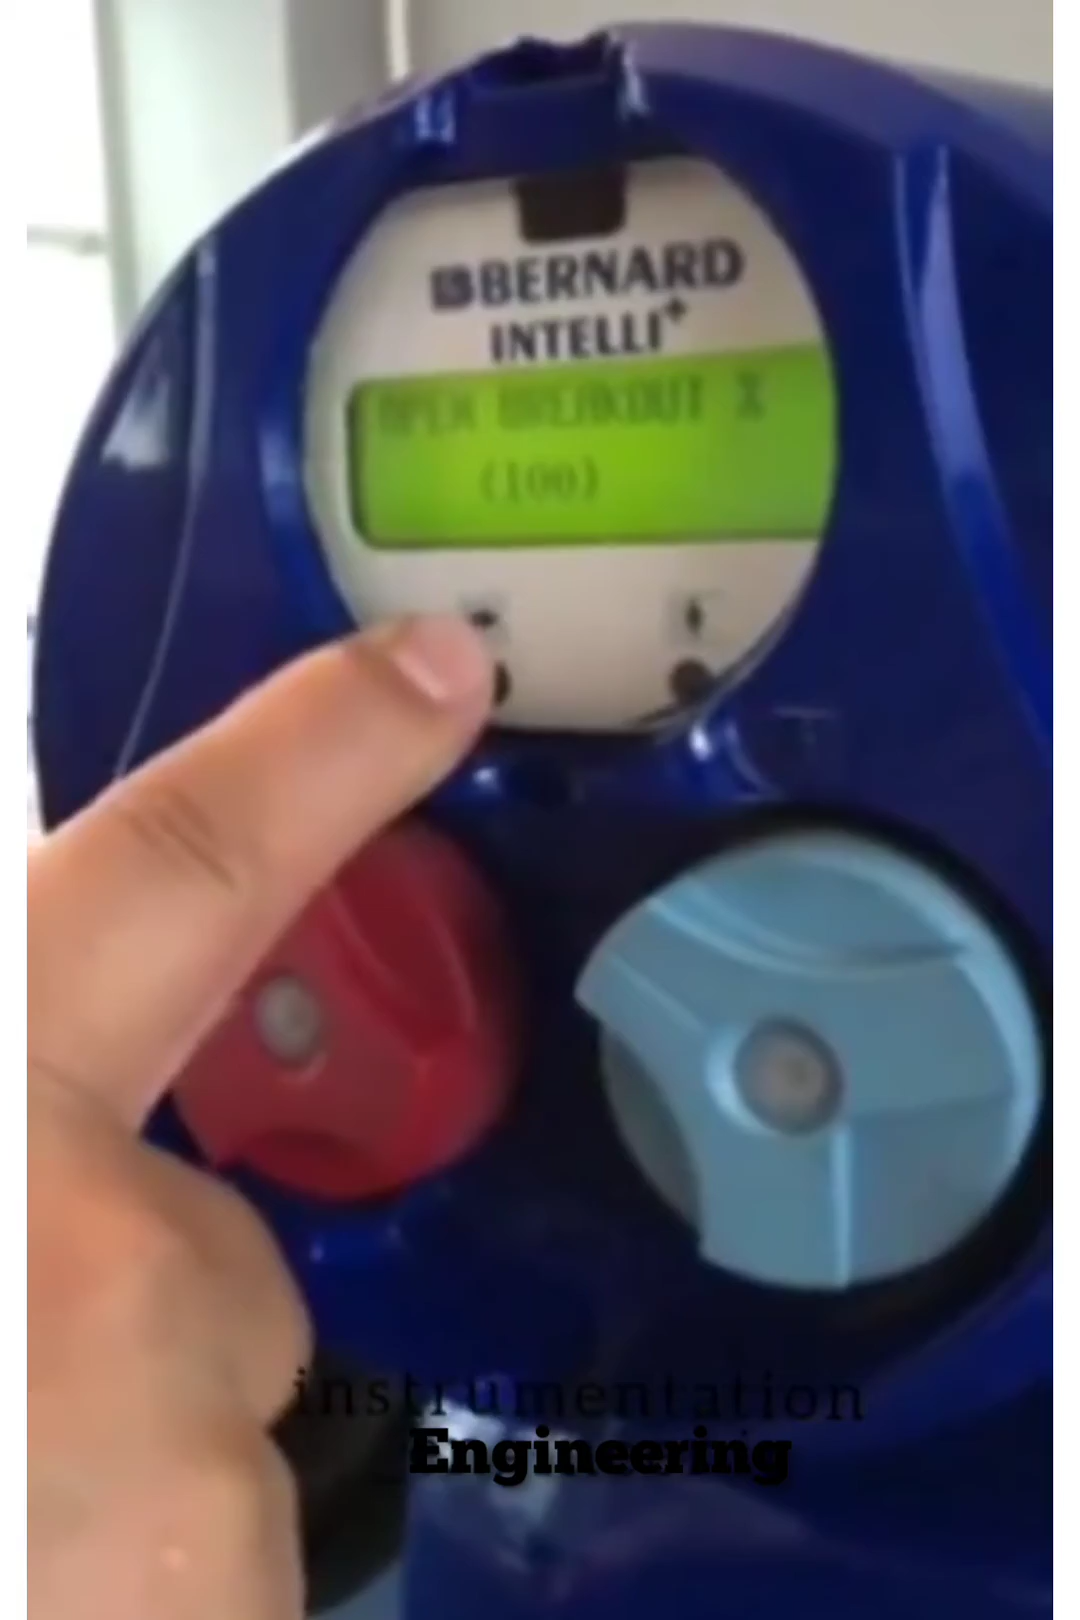 BERNARD
INTELLI+
OPEN BREAKOUT %
(100)
instrumentation
Engineering